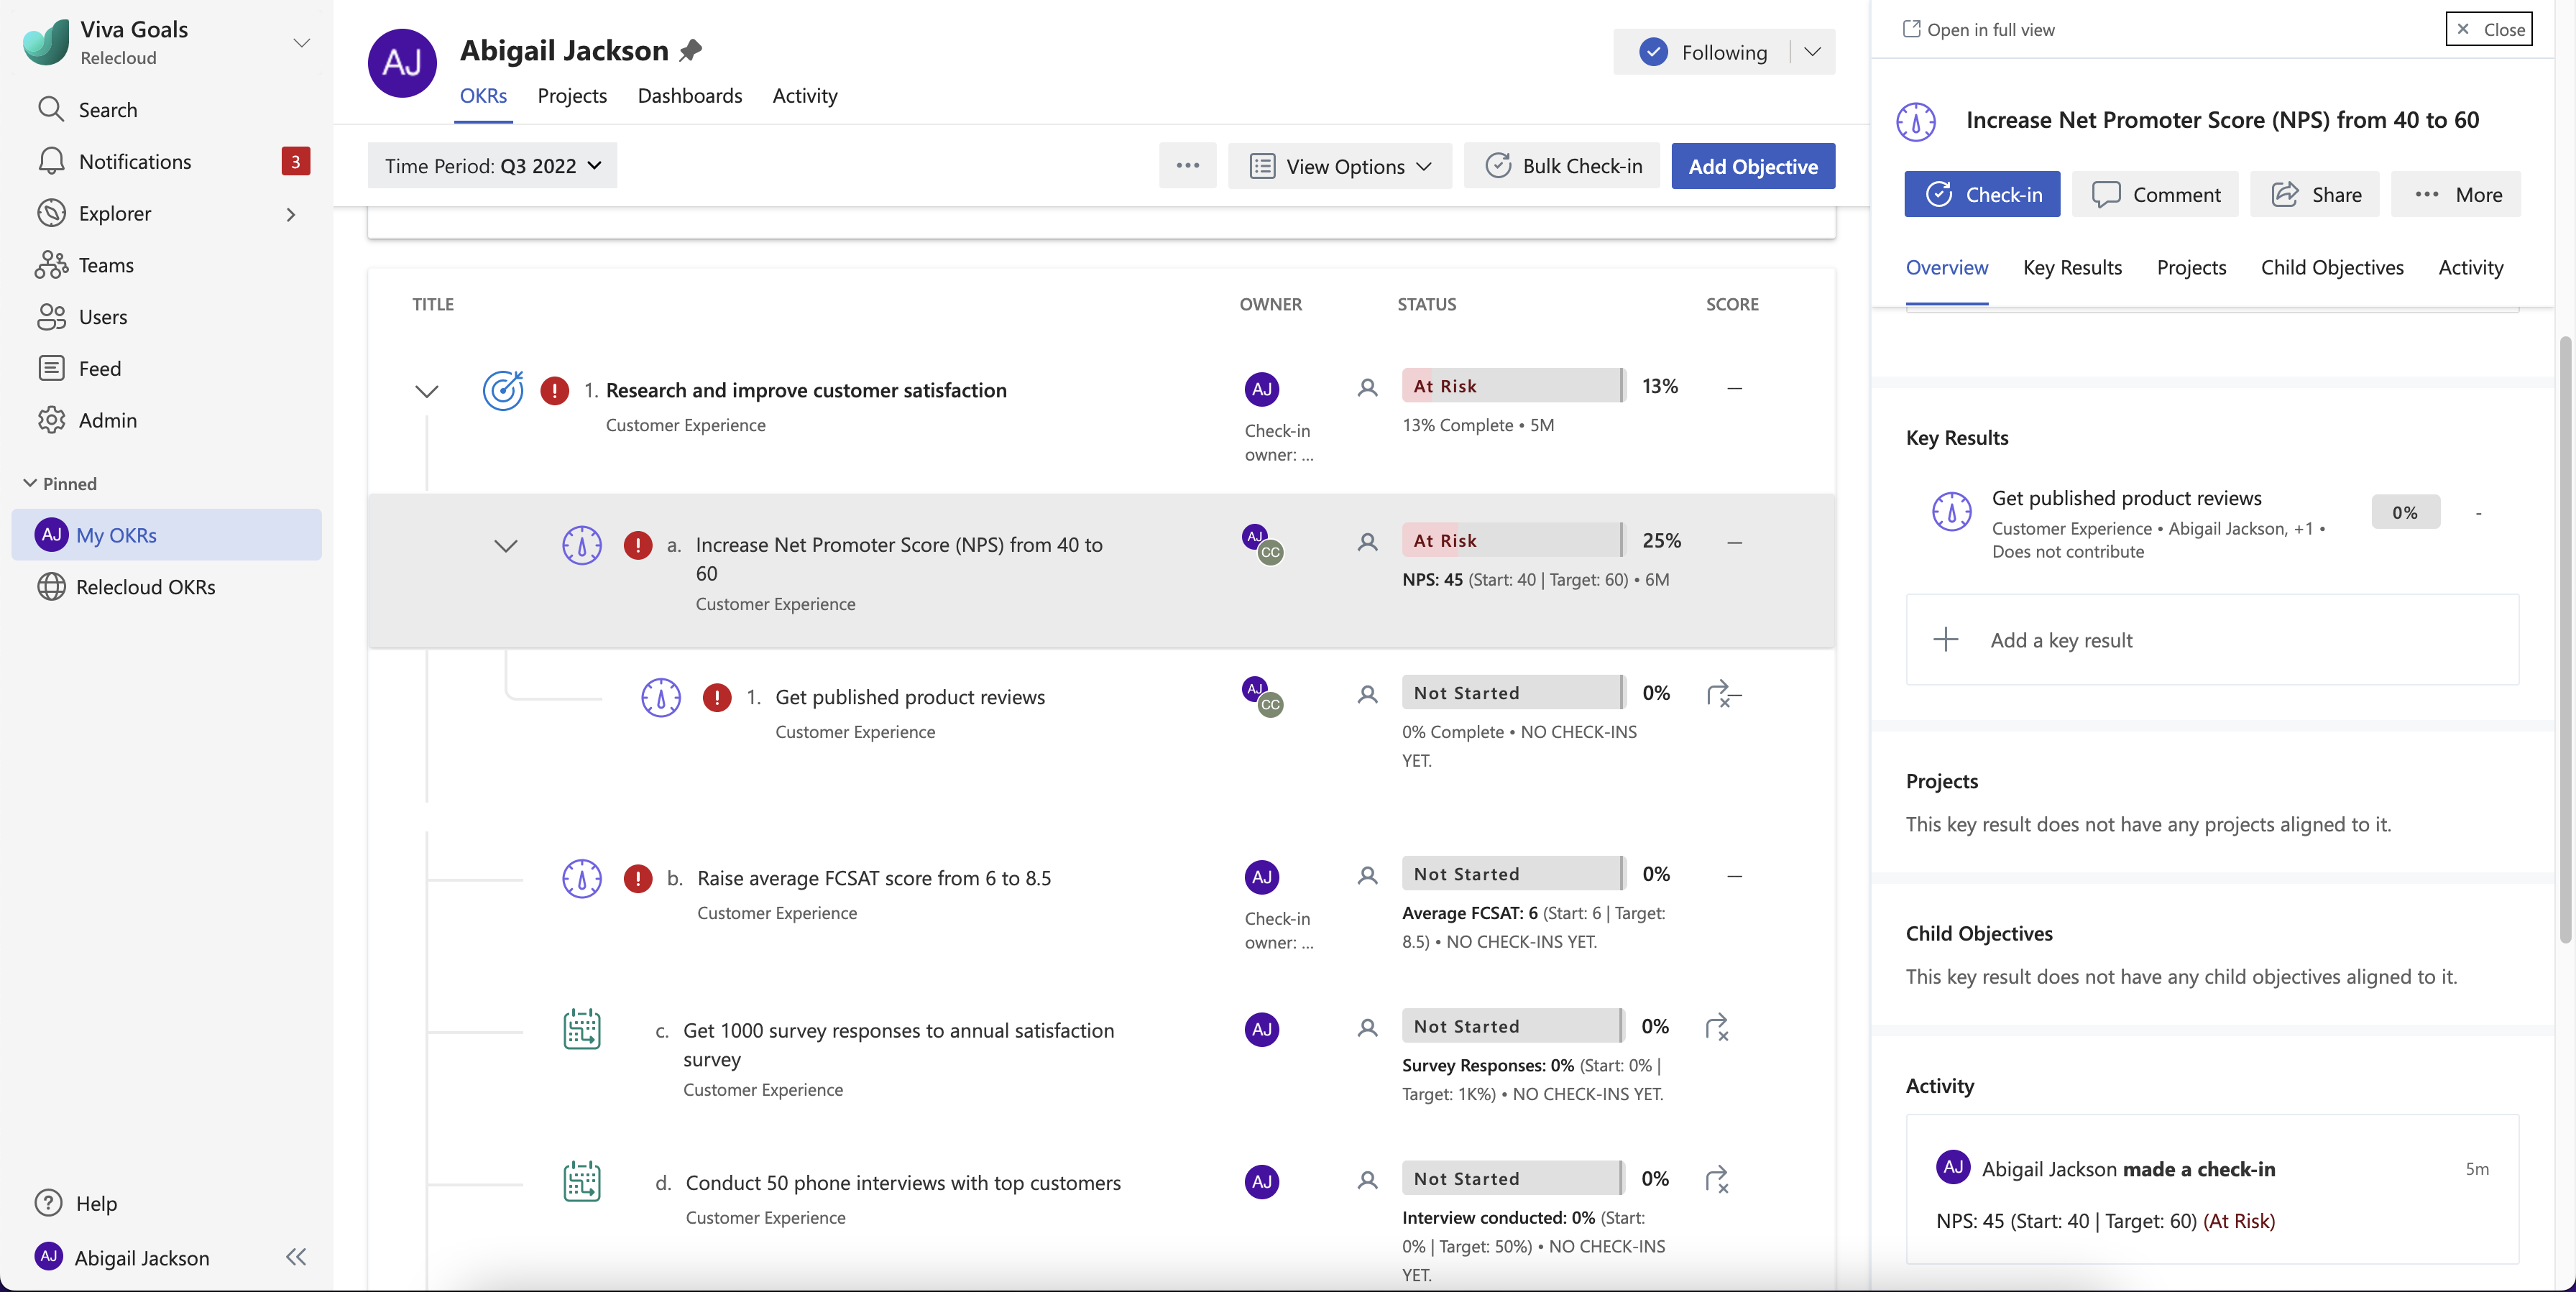 Viva Goals
Relecloud
Search
Notifications
3
Explorer
Teams
Users
Feed
Admin
Pinned
AJ My OKRs
Relecloud OKRs
Help
AJ Abigail Jackson
AJ
Abigail Jackson
Following
OKRs Projects Dashboards Activity
Time Period: Q3 2022
View Options
Bulk Check-in
Add Objective
TITLE OWNER STATUS SCORE
1. Research and improve customer satisfaction
Customer Experience
AJ
Check-in
owner: ...
At Risk 13% —
13% Complete • 5M
a. Increase Net Promoter Score (NPS) from 40 to
60
Customer Experience
AJ CC
At Risk 25% —
NPS: 45 (Start: 40 | Target: 60) • 6M
1. Get published product reviews
Customer Experience
AJ CC
Not Started 0% —
0% Complete • NO CHECK-INS
YET.
b. Raise average FCSAT score from 6 to 8.5
Customer Experience
AJ
Check-in
owner: ...
Not Started 0% —
Average FCSAT: 6 (Start: 6 | Target:
8.5) • NO CHECK-INS YET.
c. Get 1000 survey responses to annual satisfaction
survey
Customer Experience
AJ
Not Started 0%
Survey Responses: 0% (Start: 0% |
Target: 1K%) • NO CHECK-INS YET.
d. Conduct 50 phone interviews with top customers
Customer Experience
AJ
Not Started 0%
Interview conducted: 0% (Start:
0% | Target: 50%) • NO CHECK-INS
YET.
Open in full view
Close
Increase Net Promoter Score (NPS) from 40 to 60
Check-in
Comment
Share
More
Overview Key Results Projects Child Objectives Activity
Key Results
Get published product reviews
Customer Experience • Abigail Jackson, +1 •
Does not contribute
0% -
Add a key result
Projects
This key result does not have any projects aligned to it.
Child Objectives
This key result does not have any child objectives aligned to it.
Activity
AJ Abigail Jackson made a check-in 5m
NPS: 45 (Start: 40 | Target: 60) (At Risk)